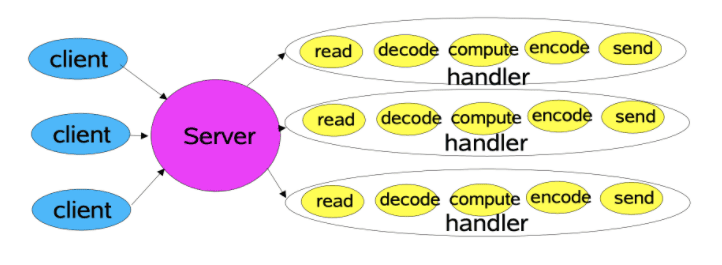 client
client
client
Server
read decode compute encode send
handler
read decode compute encode send
handler
read decode compute encode send
handler